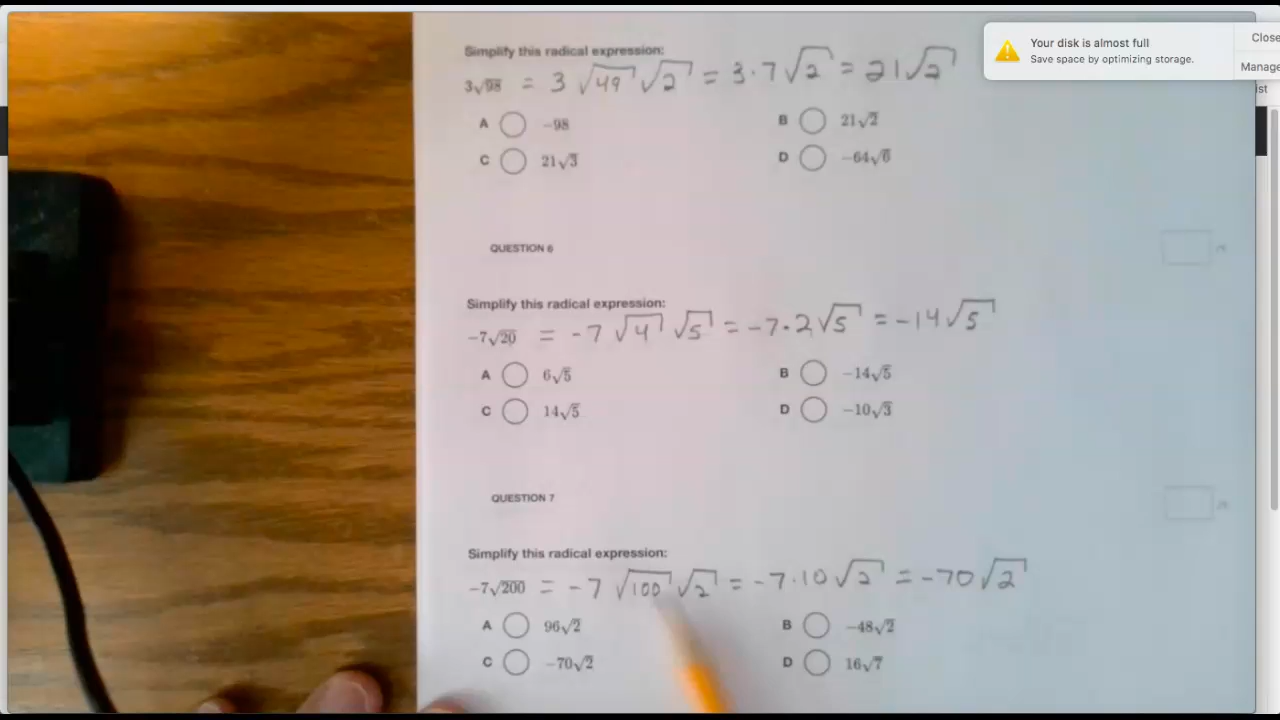 Your disk is almost full
Save space by optimizing storage.
Close
Manage
ist
Simplify this radical expression:
3√98 = 3 √49 √2 = 3·7√2 = 21√2
A −98
B 21√2
C 21√3
D −64√6
QUESTION 6
Simplify this radical expression:
−7√20 = -7 √4 √5 = -7·2√5 = -14√5
A 6√5
B −14√5
C 14√5
D −10√3
QUESTION 7
Simplify this radical expression:
−7√200 = -7 √100 √2 = -7·10√2 = -70√2
A 96√2
B −48√2
C −70√2
D 16√7